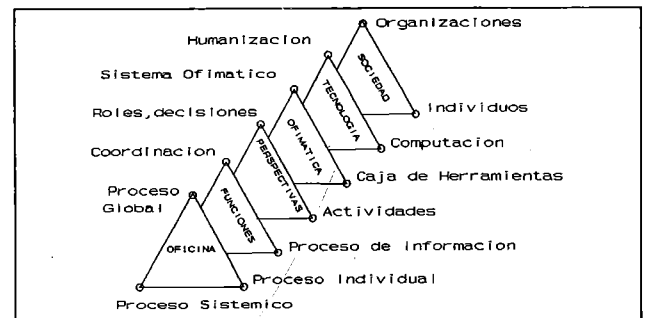 Organizaciones
Humanizacion
SOCIEDAD
Sistema Ofimatico
TECNOLOGIA
Individuos
Roles,decisiones
OFIMATICA
Computacion
Coordinacion
PERSPECTIVAS
Caja de Herramientas
Proceso
Global
FUNCIONES
Actividades
OFICINA
Proceso de Informacion
Proceso Individual
Proceso Sistemico